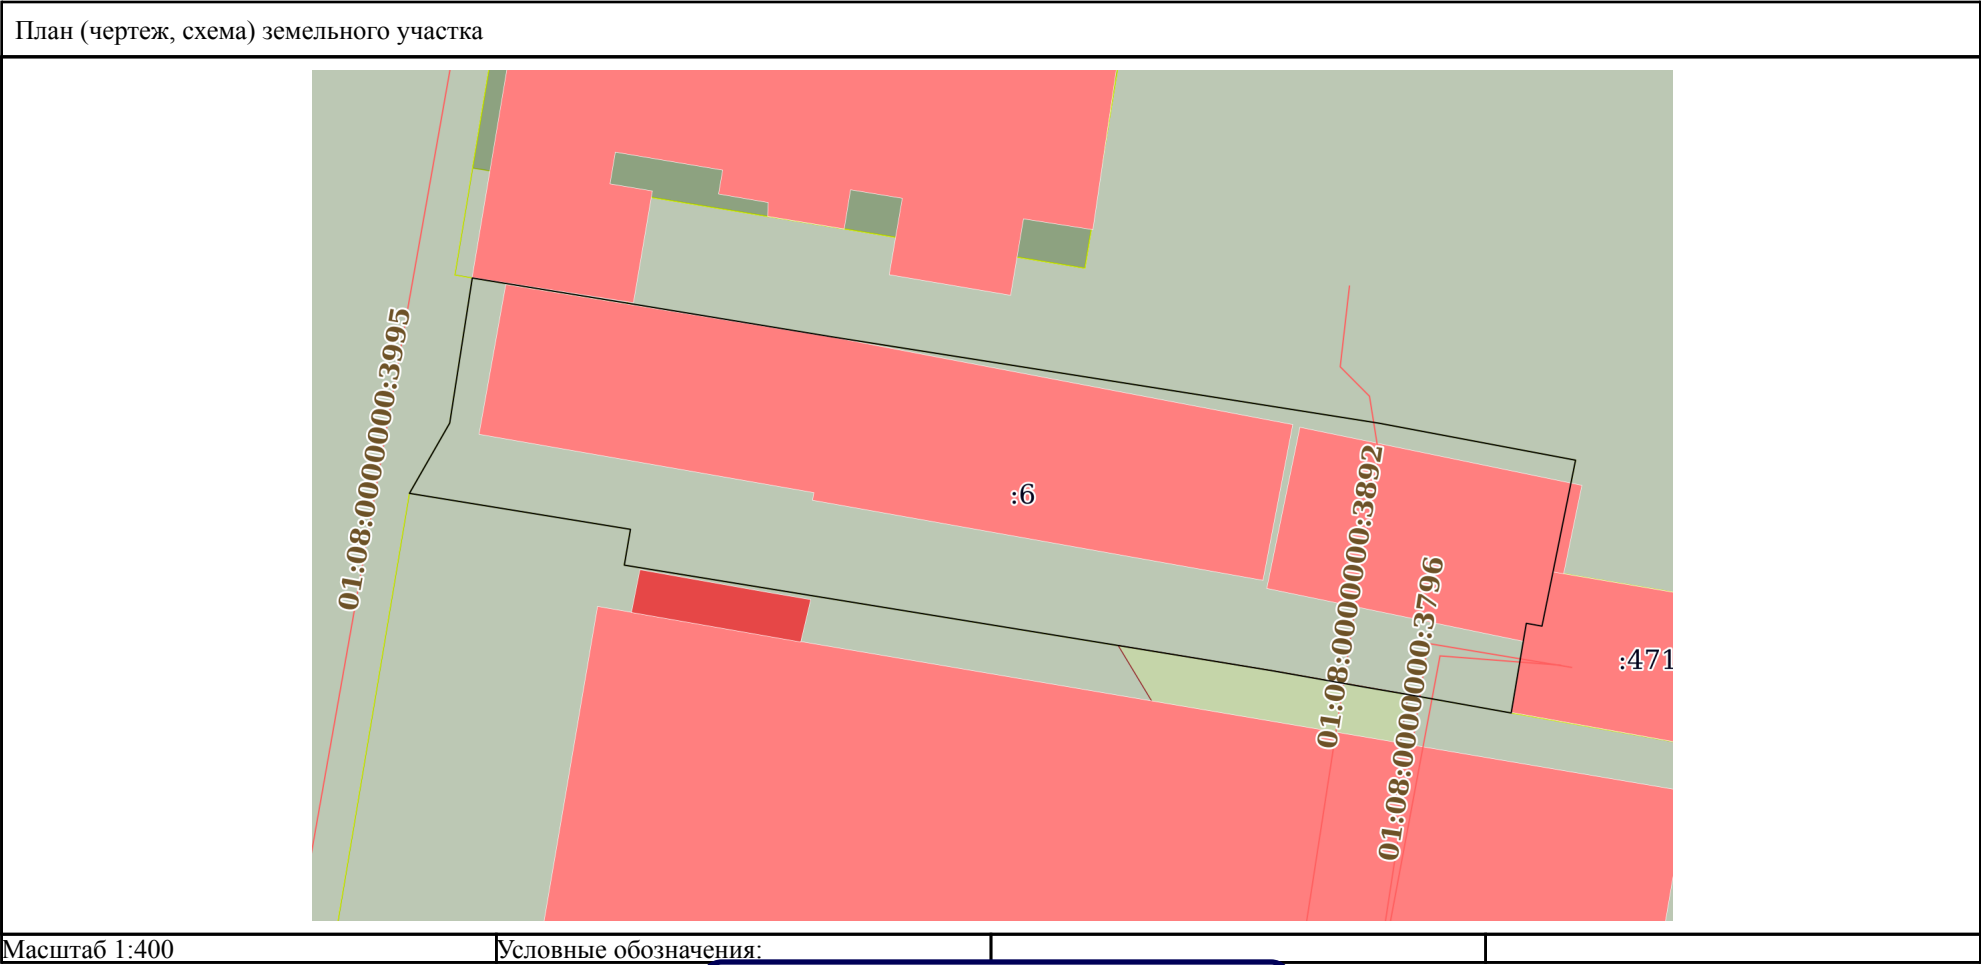 План (чертеж, схема) земельного участка
01:08:0000000:3995
:6
01:08:0000000:3892
01:08:0000000:3796
:471
Масштаб 1:400
Условные обозначения: